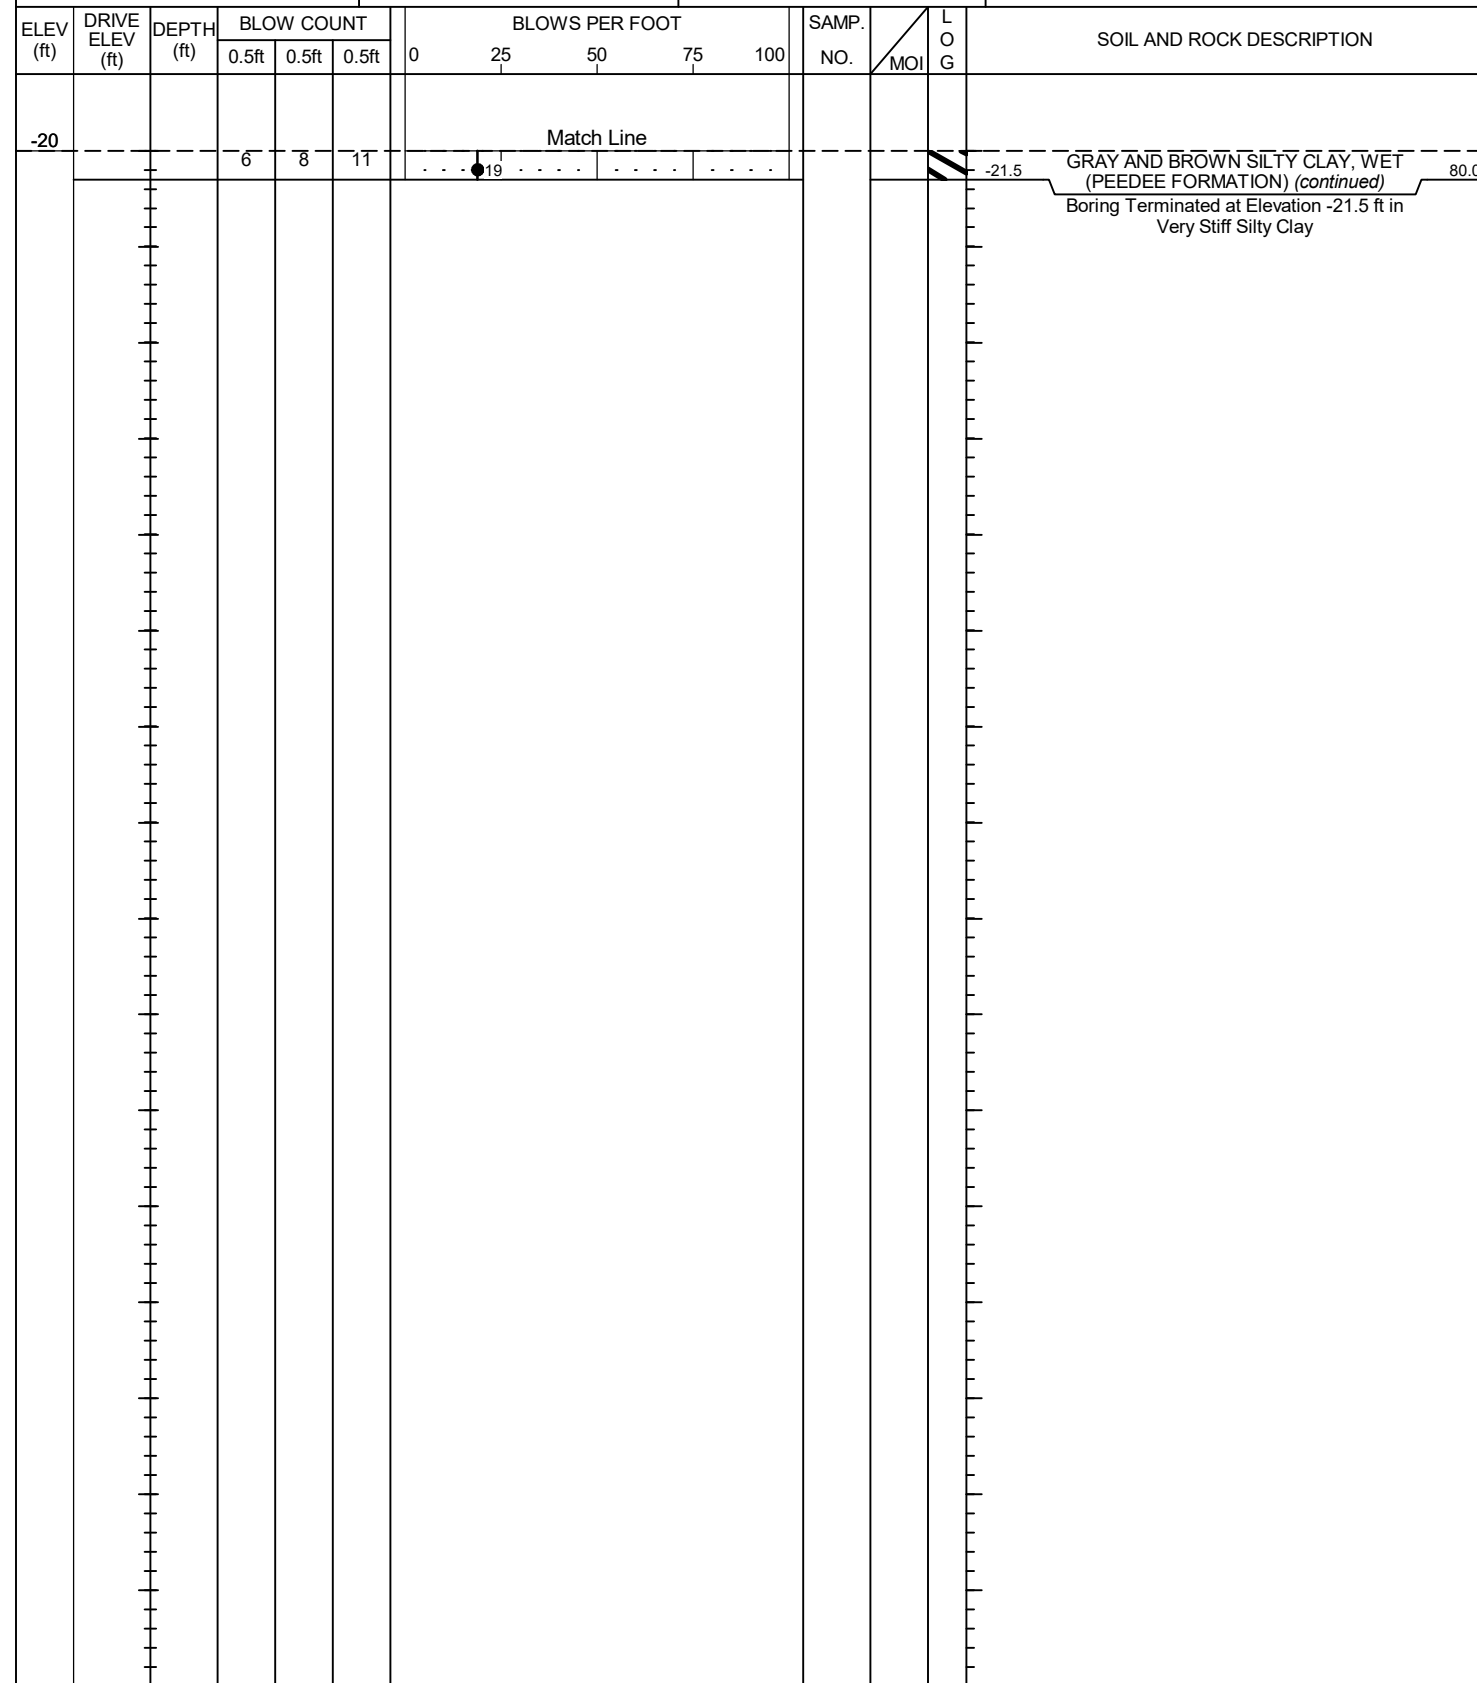 ELEV (ft) DRIVE ELEV (ft) DEPTH (ft) BLOW COUNT BLOWS PER FOOT SAMP. NO. MOI LOG SOIL AND ROCK DESCRIPTION
0.5ft 0.5ft 0.5ft 0 25 50 75 100
-20 Match Line
6 8 11 19
-21.5 GRAY AND BROWN SILTY CLAY, WET 80.0
(PEEDEE FORMATION) (continued)
Boring Terminated at Elevation -21.5 ft in
Very Stiff Silty Clay